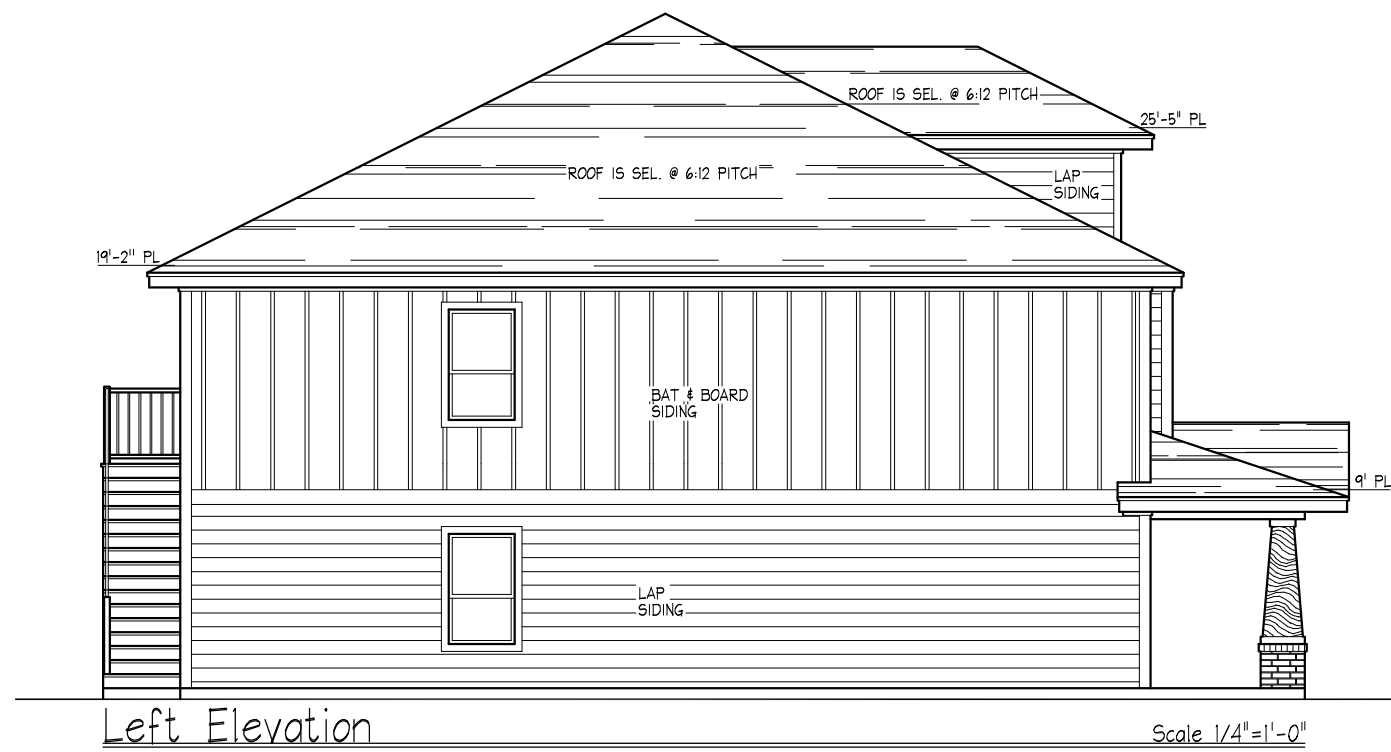 ROOF IS SEL. @ 6:12 PITCH
25'-5" PL
ROOF IS SEL. @ 6:12 PITCH
LAP
SIDING
19'-2" PL
BAT & BOARD
SIDING
9' PL
LAP
SIDING
Left Elevation
Scale 1/4"=1'-0"